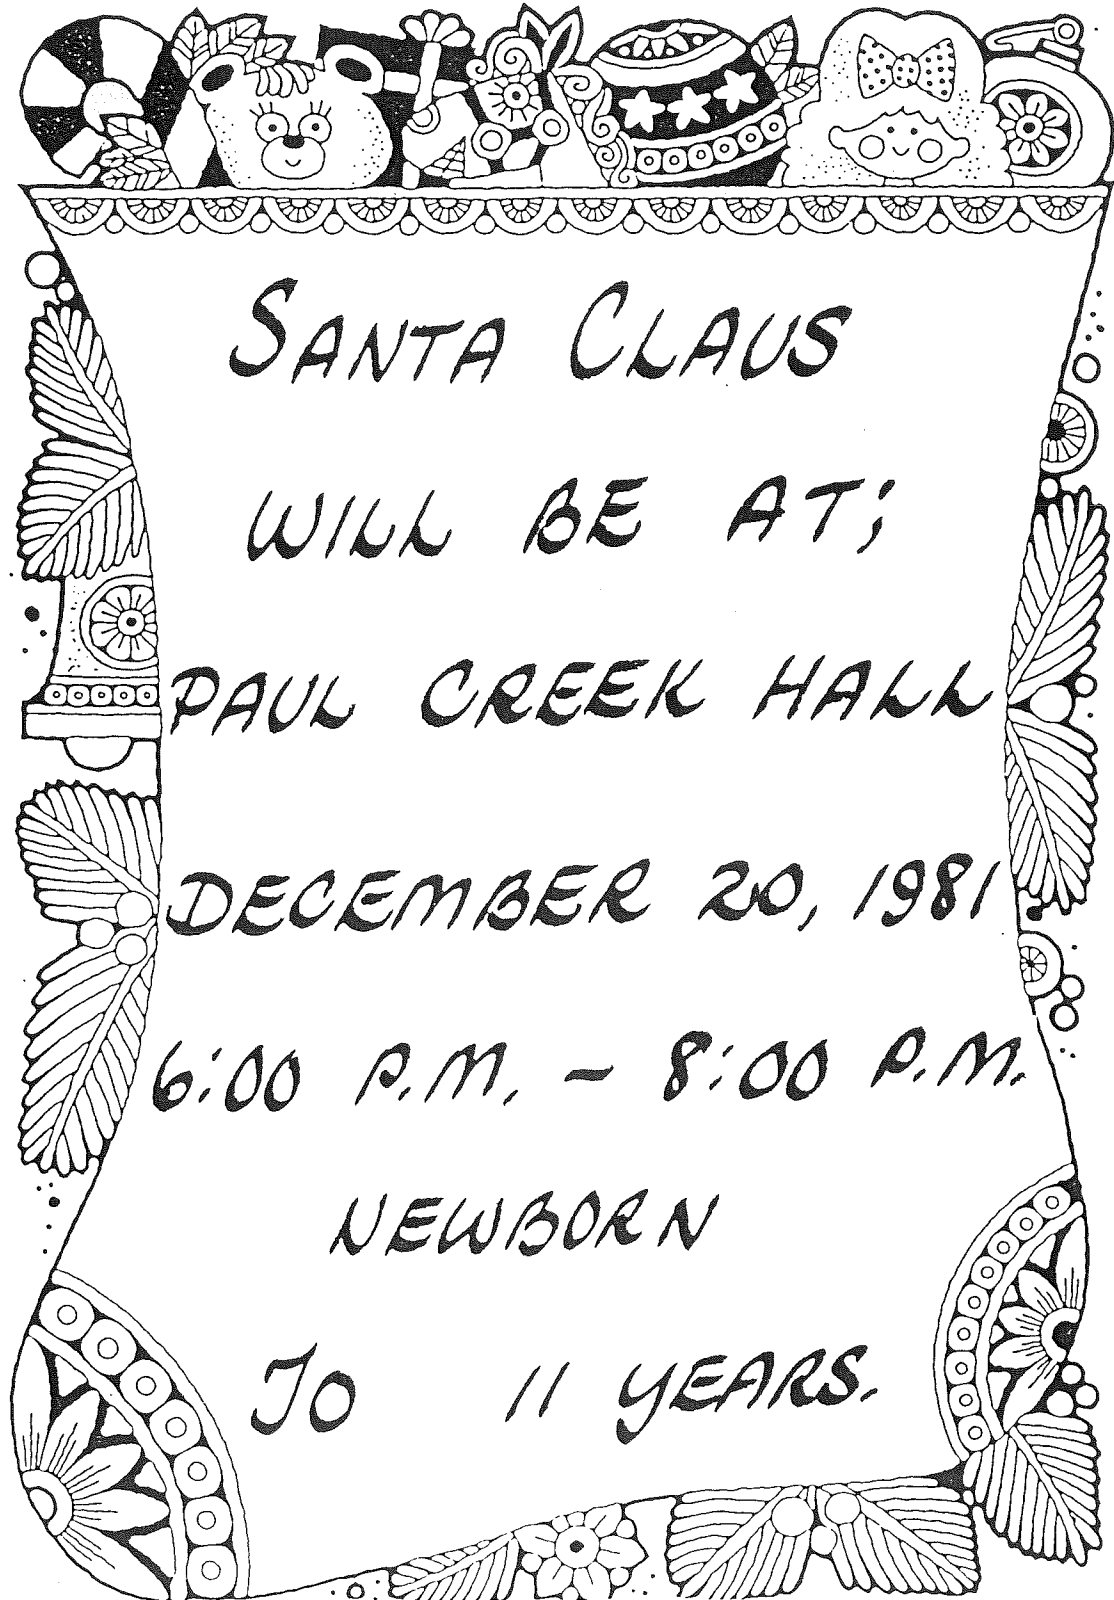 SANTA CLAUS
WILL BE AT;
PAUL CREEK HALL
DECEMBER 20, 1981
6:00 P.M. - 8:00 P.M.
NEWBORN
To 11 YEARS.